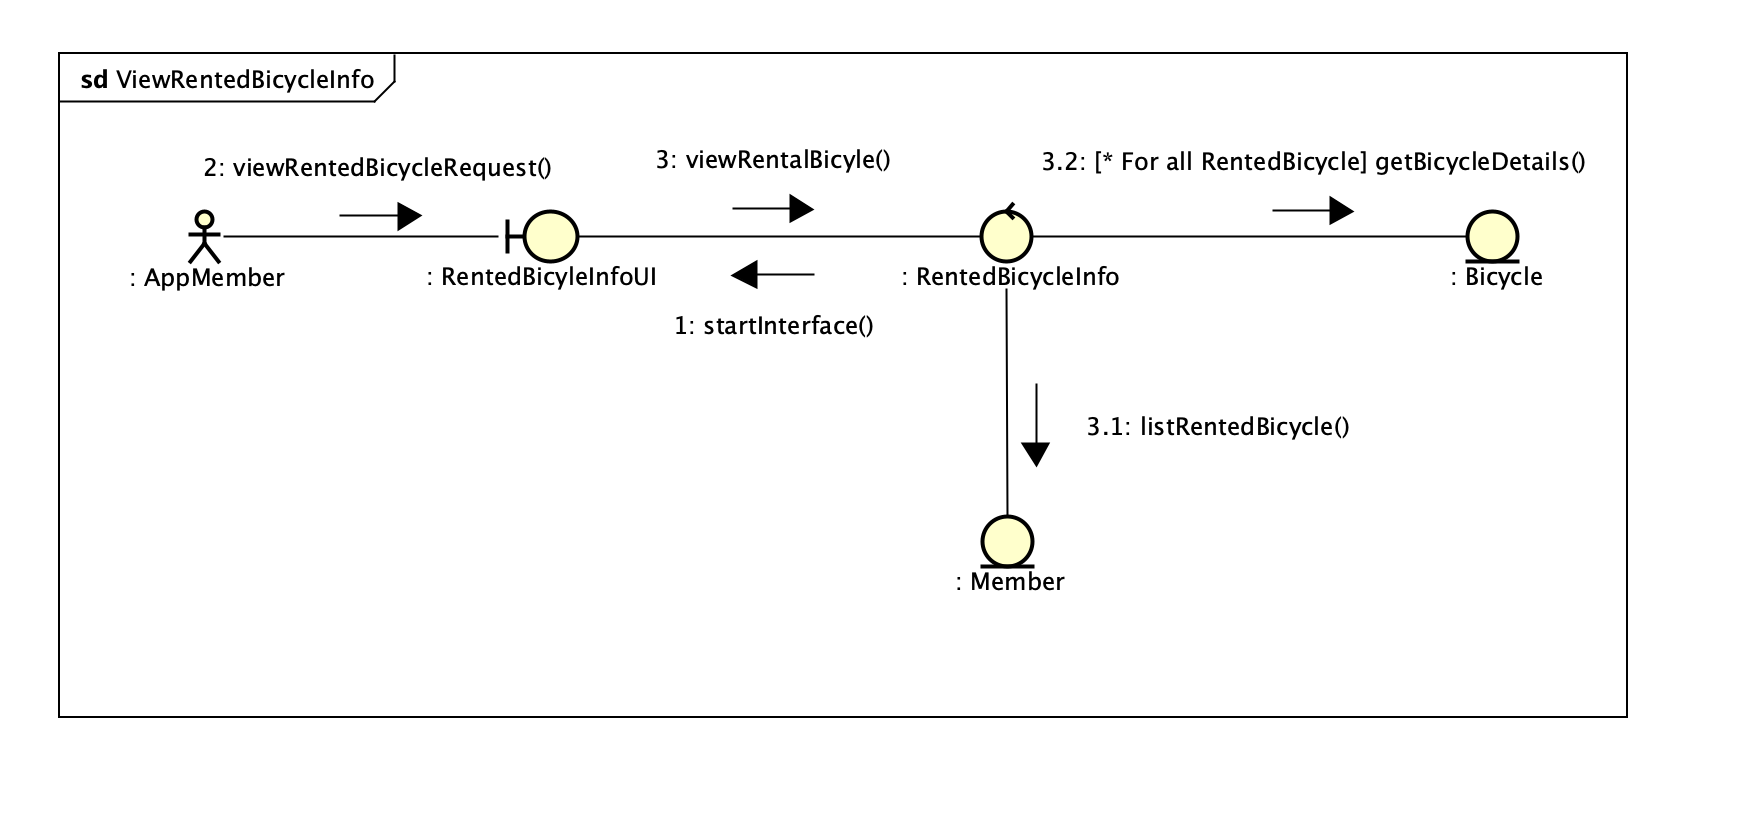 sd ViewRentedBicycleInfo
2: viewRentedBicycleRequest()
3: viewRentalBicyle()
3.2: [* For all RentedBicycle] getBicycleDetails()
: AppMember
: RentedBicyleInfoUI
: RentedBicycleInfo
: Bicycle
1: startInterface()
3.1: listRentedBicycle()
: Member